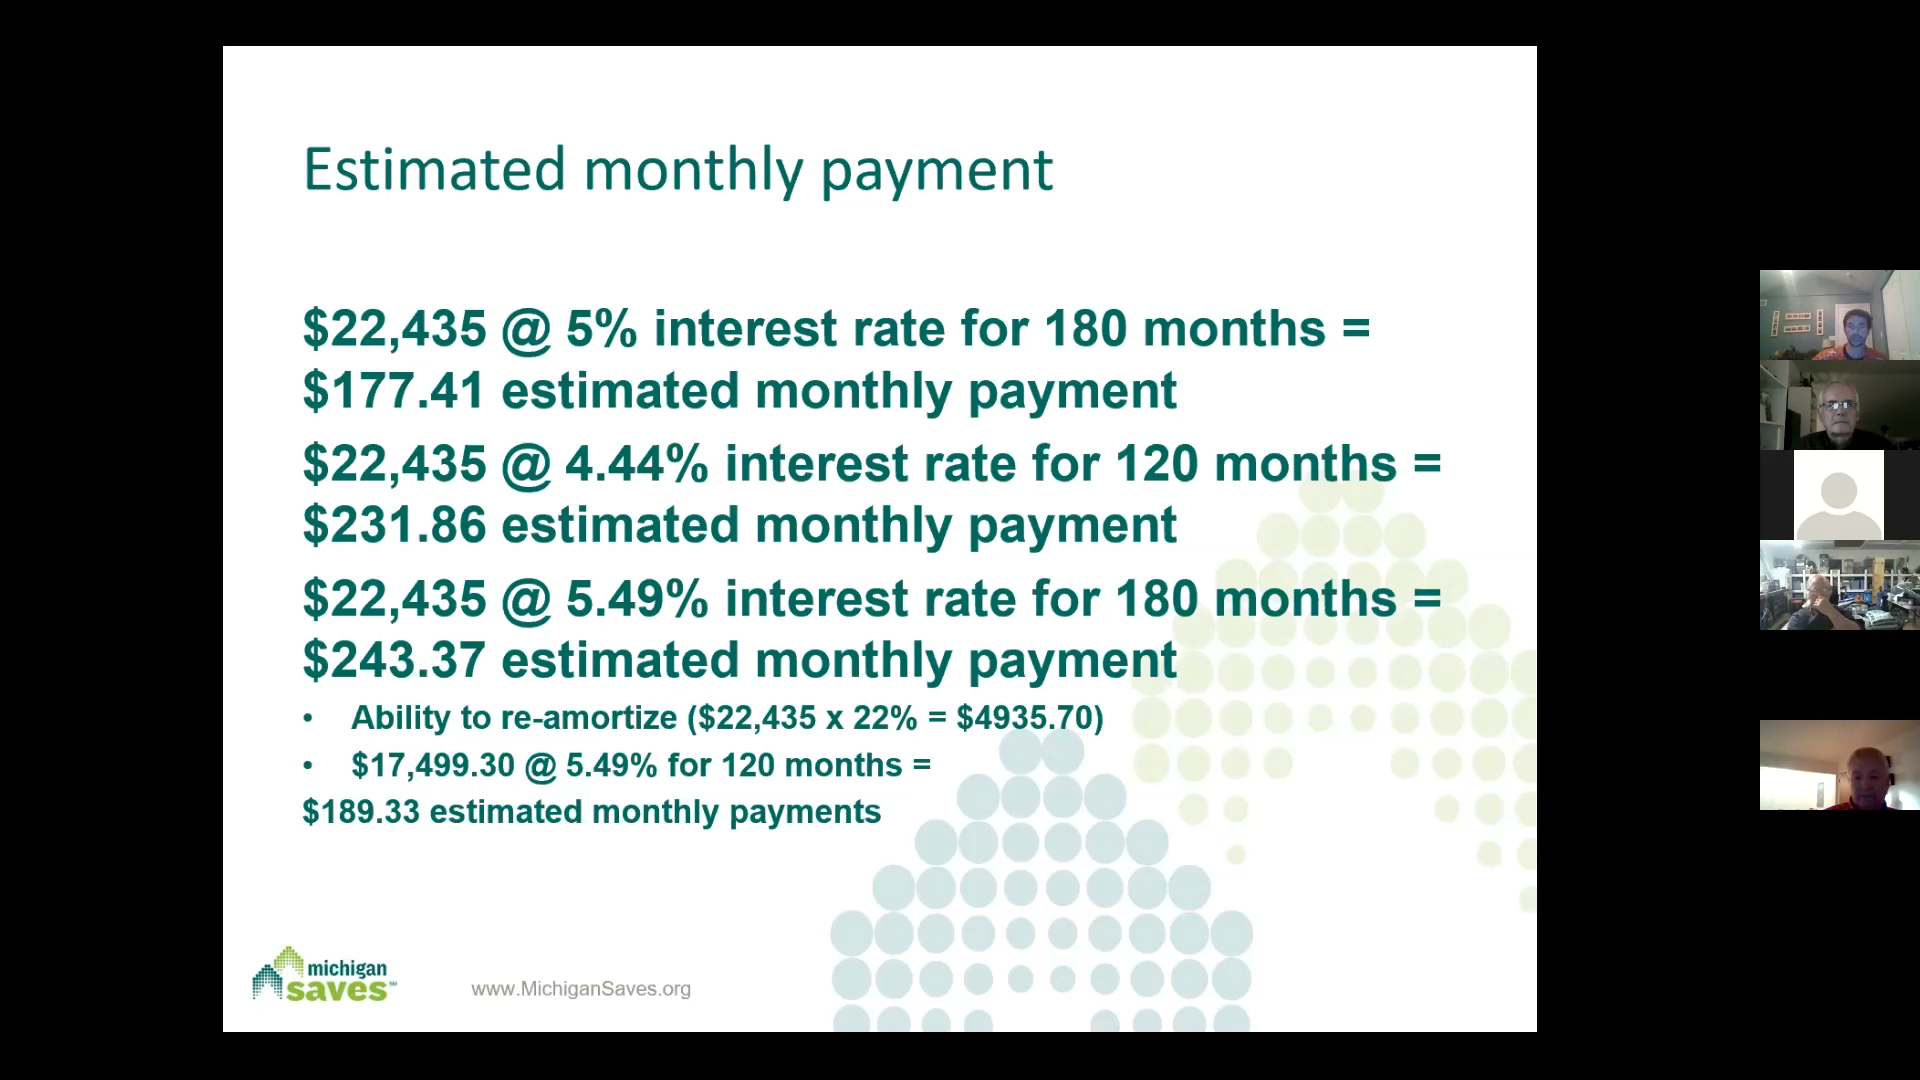 Estimated monthly payment
$22,435 @ 5% interest rate for 180 months =
$177.41 estimated monthly payment
$22,435 @ 4.44% interest rate for 120 months =
$231.86 estimated monthly payment
$22,435 @ 5.49% interest rate for 180 months =
$243.37 estimated monthly payment
• Ability to re-amortize ($22,435 x 22% = $4935.70)
• $17,499.30 @ 5.49% for 120 months =
$189.33 estimated monthly payments
michigan
saves℠
www.MichiganSaves.org